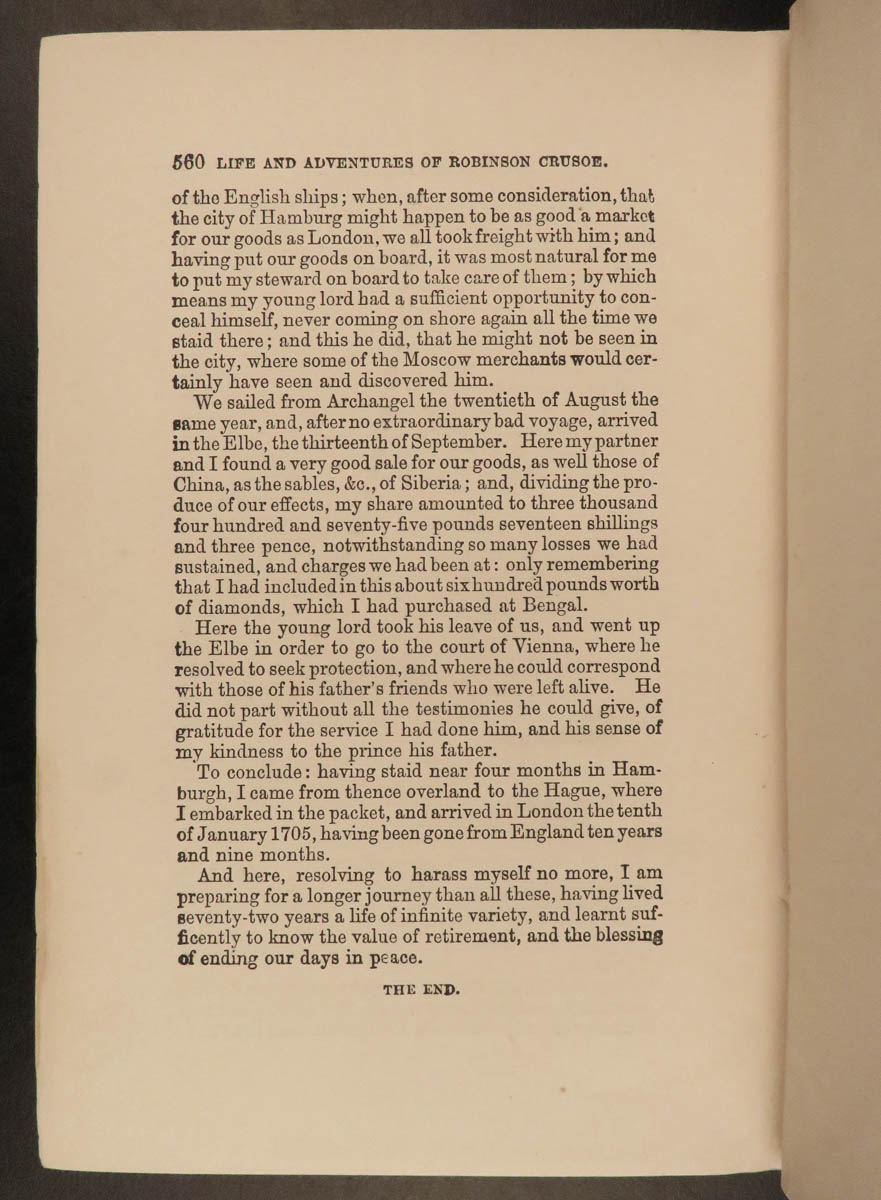 560 LIFE AND ADVENTURES OF ROBINSON CRUSOE.
of the English ships; when, after some consideration, that
the city of Hamburg might happen to be as good a market
for our goods as London, we all took freight with him; and
having put our goods on board, it was most natural for me
to put my steward on board to take care of them; by which
means my young lord had a sufficient opportunity to con-
ceal himself, never coming on shore again all the time we
staid there; and this he did, that he might not be seen in
the city, where some of the Moscow merchants would cer-
tainly have seen and discovered him.
We sailed from Archangel the twentieth of August the
same year, and, after no extraordinary bad voyage, arrived
in the Elbe, the thirteenth of September. Here my partner
and I found a very good sale for our goods, as well those of
China, as the sables, &c., of Siberia; and, dividing the pro-
duce of our effects, my share amounted to three thousand
four hundred and seventy-five pounds seventeen shillings
and three pence, notwithstanding so many losses we had
sustained, and charges we had been at: only remembering
that I had included in this about six hundred pounds worth
of diamonds, which I had purchased at Bengal.
Here the young lord took his leave of us, and went up
the Elbe in order to go to the court of Vienna, where he
resolved to seek protection, and where he could correspond
with those of his father's friends who were left alive. He
did not part without all the testimonies he could give, of
gratitude for the service I had done him, and his sense of
my kindness to the prince his father.
To conclude: having staid near four months in Ham-
burgh, I came from thence overland to the Hague, where
I embarked in the packet, and arrived in London the tenth
of January 1705, having been gone from England ten years
and nine months.
And here, resolving to harass myself no more, I am
preparing for a longer journey than all these, having lived
seventy-two years a life of infinite variety, and learnt suf-
ficently to know the value of retirement, and the blessing
of ending our days in peace.
THE END.